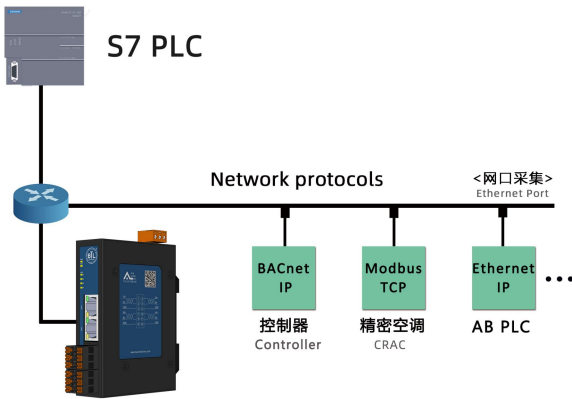 S7 PLC
Network protocols
<网口采集>
Ethernet Port
BACnet
IP
Modbus
TCP
Ethernet
IP
控制器
Controller
精密空调
CRAC
AB PLC
BIL